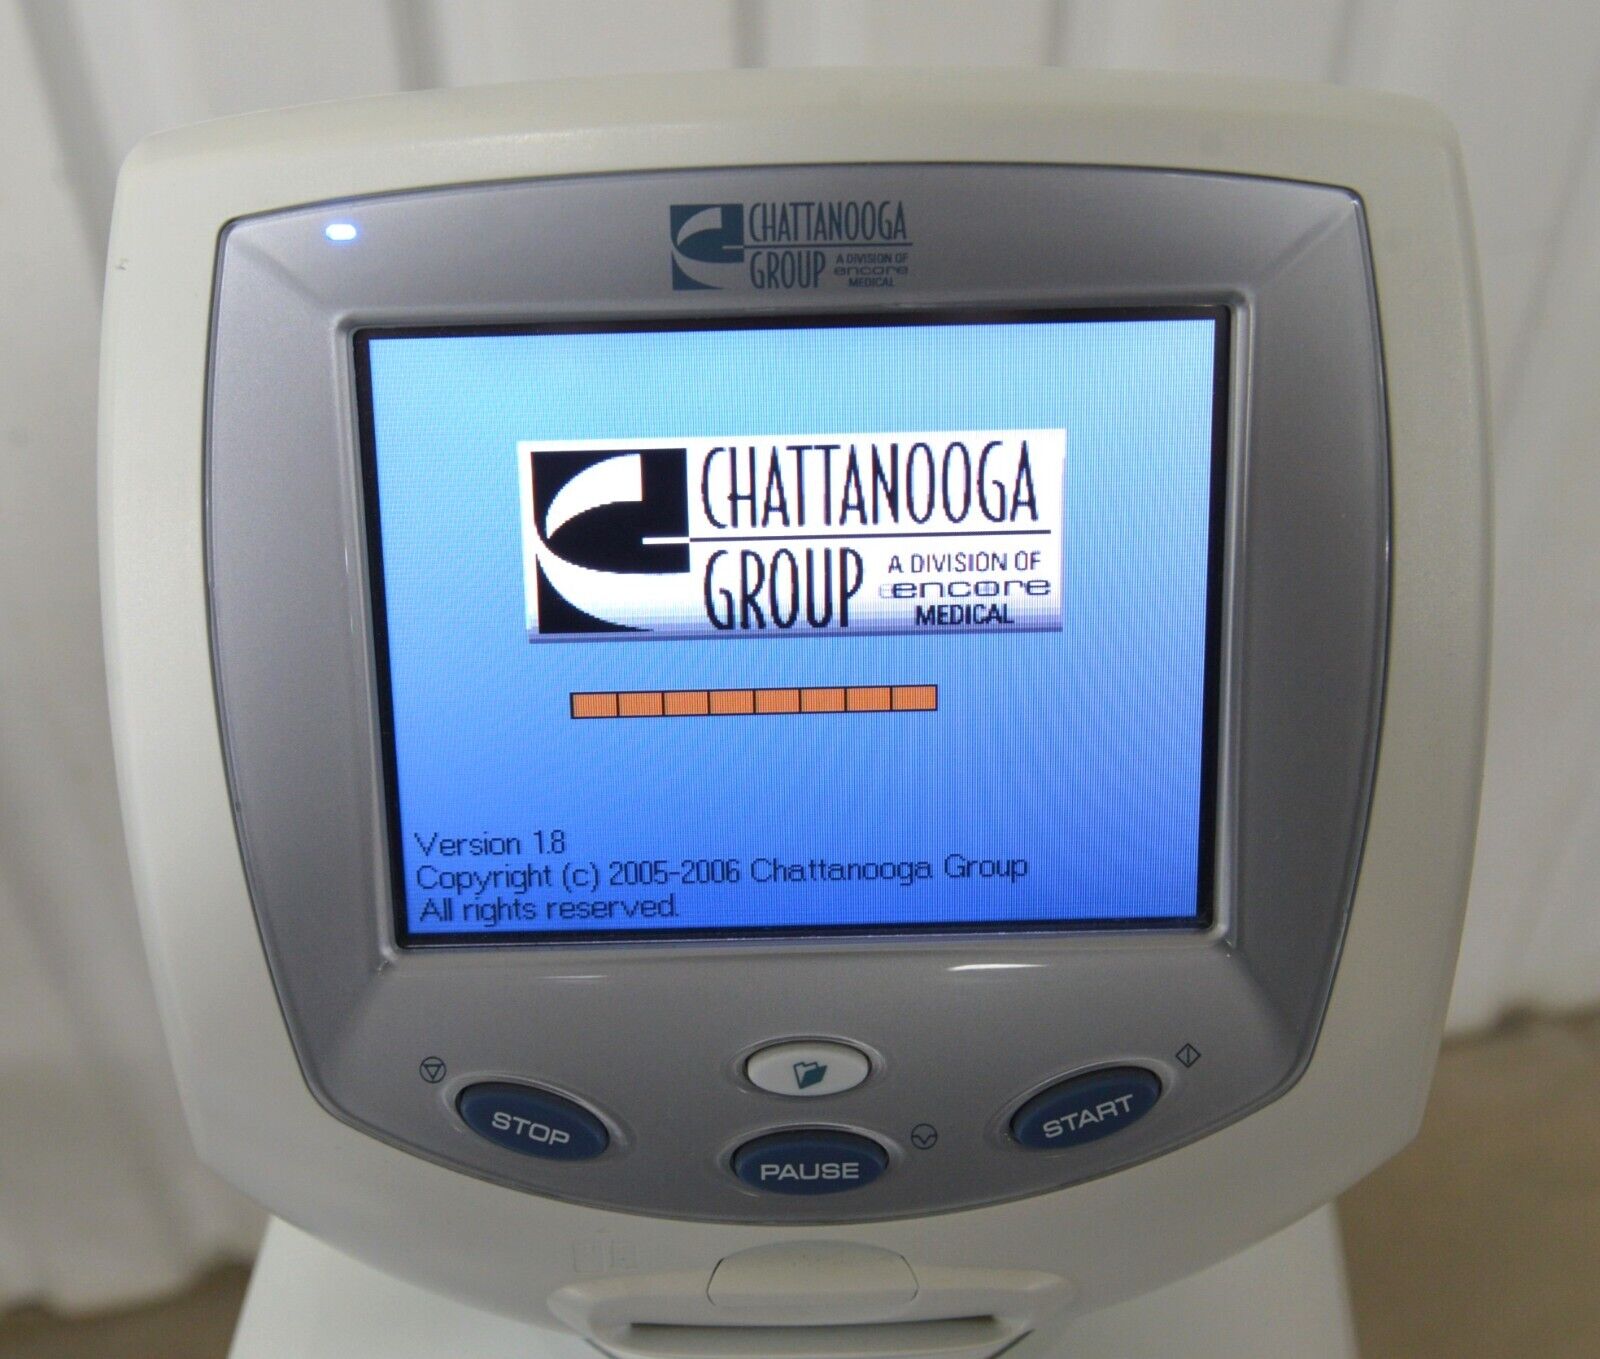 CHATTANOOGA
GROUP A DIVISION OF
encore
MEDICAL
CHATTANOOGA
GROUP A DIVISION OF
encore
MEDICAL
Version 1.8
Copyright (c) 2005-2006 Chattanooga Group
All rights reserved.
STOP
PAUSE
START